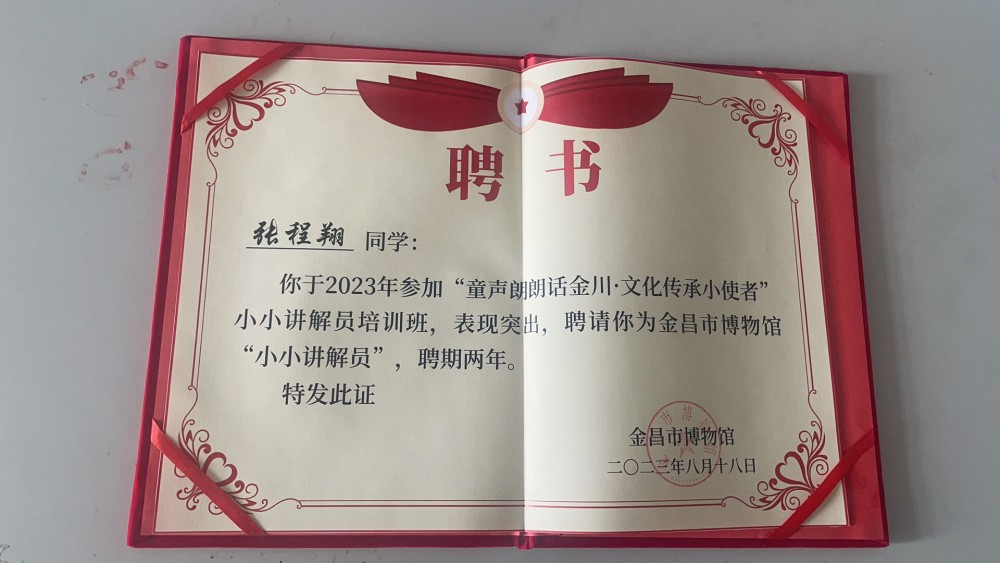 聘书
张程翔 同学：
你于2023年参加“童声朗朗话金川·文化传承小使者”
小小讲解员培训班，表现突出，聘请你为金昌市博物馆
“小小讲解员”，聘期两年。
特发此证
金昌市博物馆
二〇二三年八月十八日